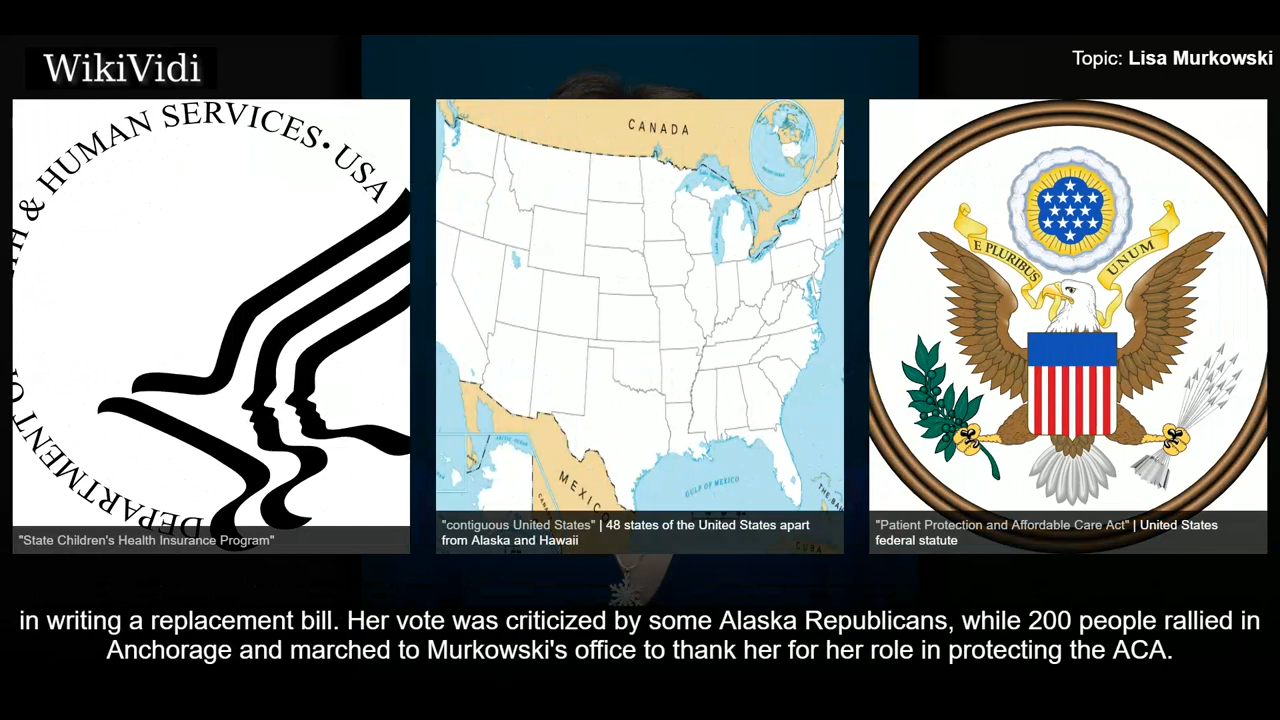 WikiVidi
Topic: Lisa Murkowski
& HUMAN SERVICES • USA
DEPARTMENT O
"State Children's Health Insurance Program"
CANADA
MEXICO
GULF OF MEXICO
CUBA
"contiguous United States" | 48 states of the United States apart
from Alaska and Hawaii
E PLURIBUS
UNUM
"Patient Protection and Affordable Care Act" | United States
federal statute
in writing a replacement bill. Her vote was criticized by some Alaska Republicans, while 200 people rallied in
Anchorage and marched to Murkowski's office to thank her for her role in protecting the ACA.